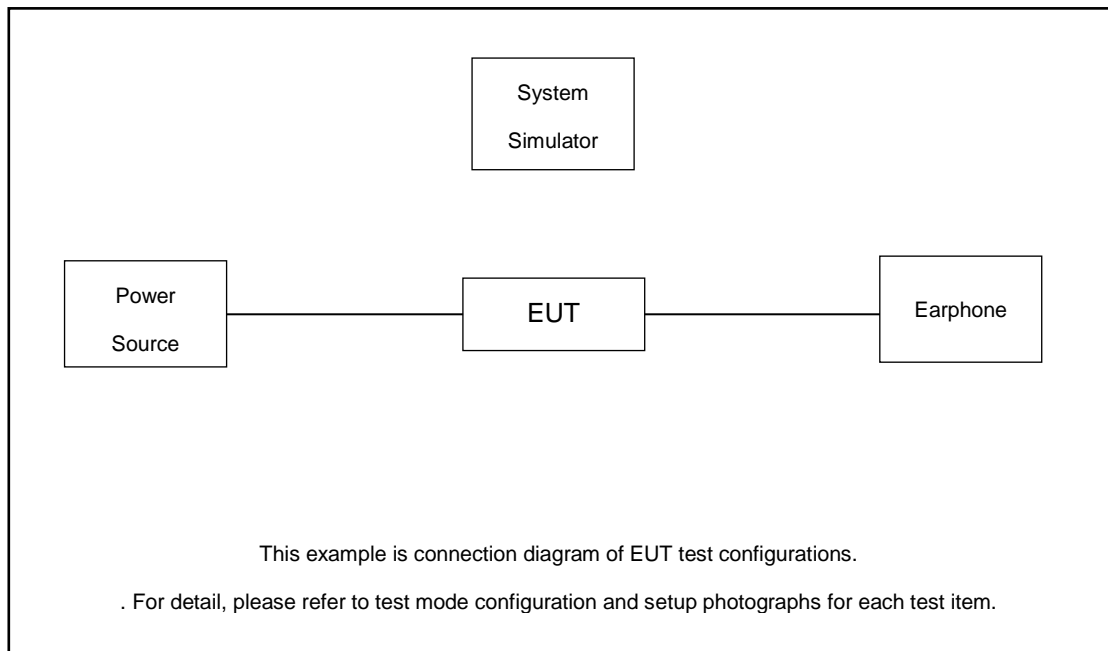 System
Simulator
Power
Source
EUT
Earphone
This example is connection diagram of EUT test configurations.
. For detail, please refer to test mode configuration and setup photographs for each test item.